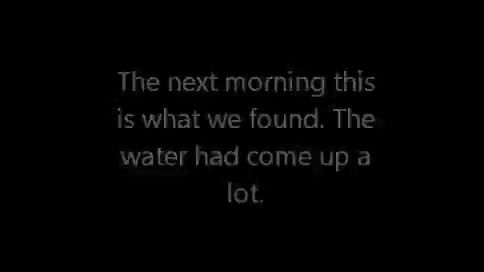 The next morning this
is what we found. The
water had come up a
lot.